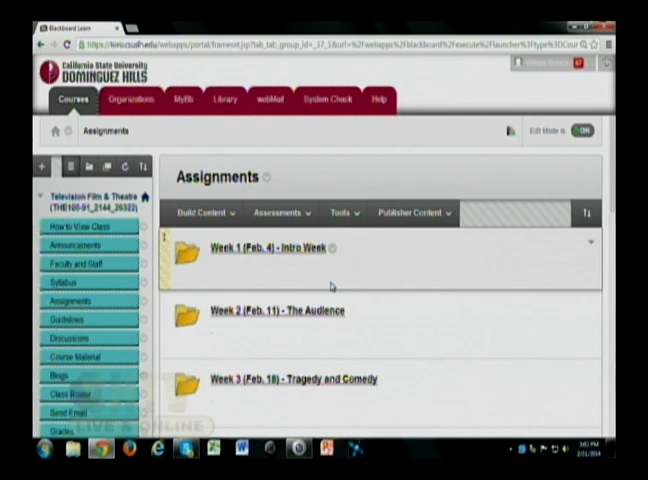 Blackboard Learn
California State University
DOMINGUEZ HILLS
Courses
Organizations
MyBb
Library
webMail
System Check
Help
Assignments
Edit Mode is:
ON
Television Film & Theatre
How to View Class
Announcements
Faculty and Staff
Syllabus
Assignments
Guidelines
Discussions
Course Material
Blogs
Class Roster
Send Email
Grades
Assignments
Build Content
Assessments
Tools
Publisher Content
Week 1 (Feb. 4) - Intro Week
Week 2 (Feb. 11) - The Audience
Week 3 (Feb. 18) - Tragedy and Comedy
LIVE & ONLINE